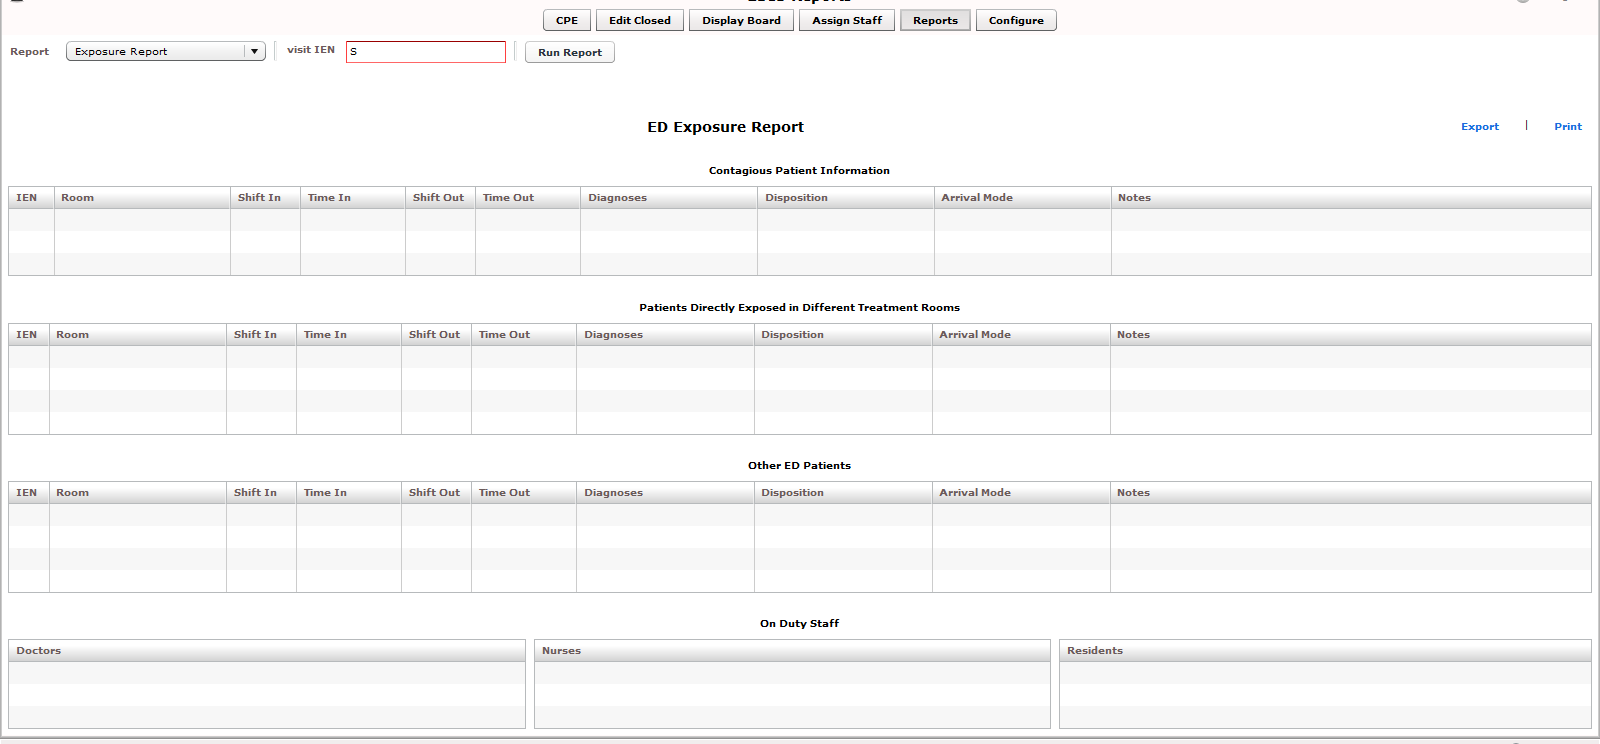 CPE Edit Closed Display Board Assign Staff Reports Configure
Report Exposure Report visit IEN S Run Report
ED Exposure Report Export | Print
Contagious Patient Information
IEN Room Shift In Time In Shift Out Time Out Diagnoses Disposition Arrival Mode Notes
Patients Directly Exposed in Different Treatment Rooms
IEN Room Shift In Time In Shift Out Time Out Diagnoses Disposition Arrival Mode Notes
Other ED Patients
IEN Room Shift In Time In Shift Out Time Out Diagnoses Disposition Arrival Mode Notes
On Duty Staff
Doctors Nurses Residents